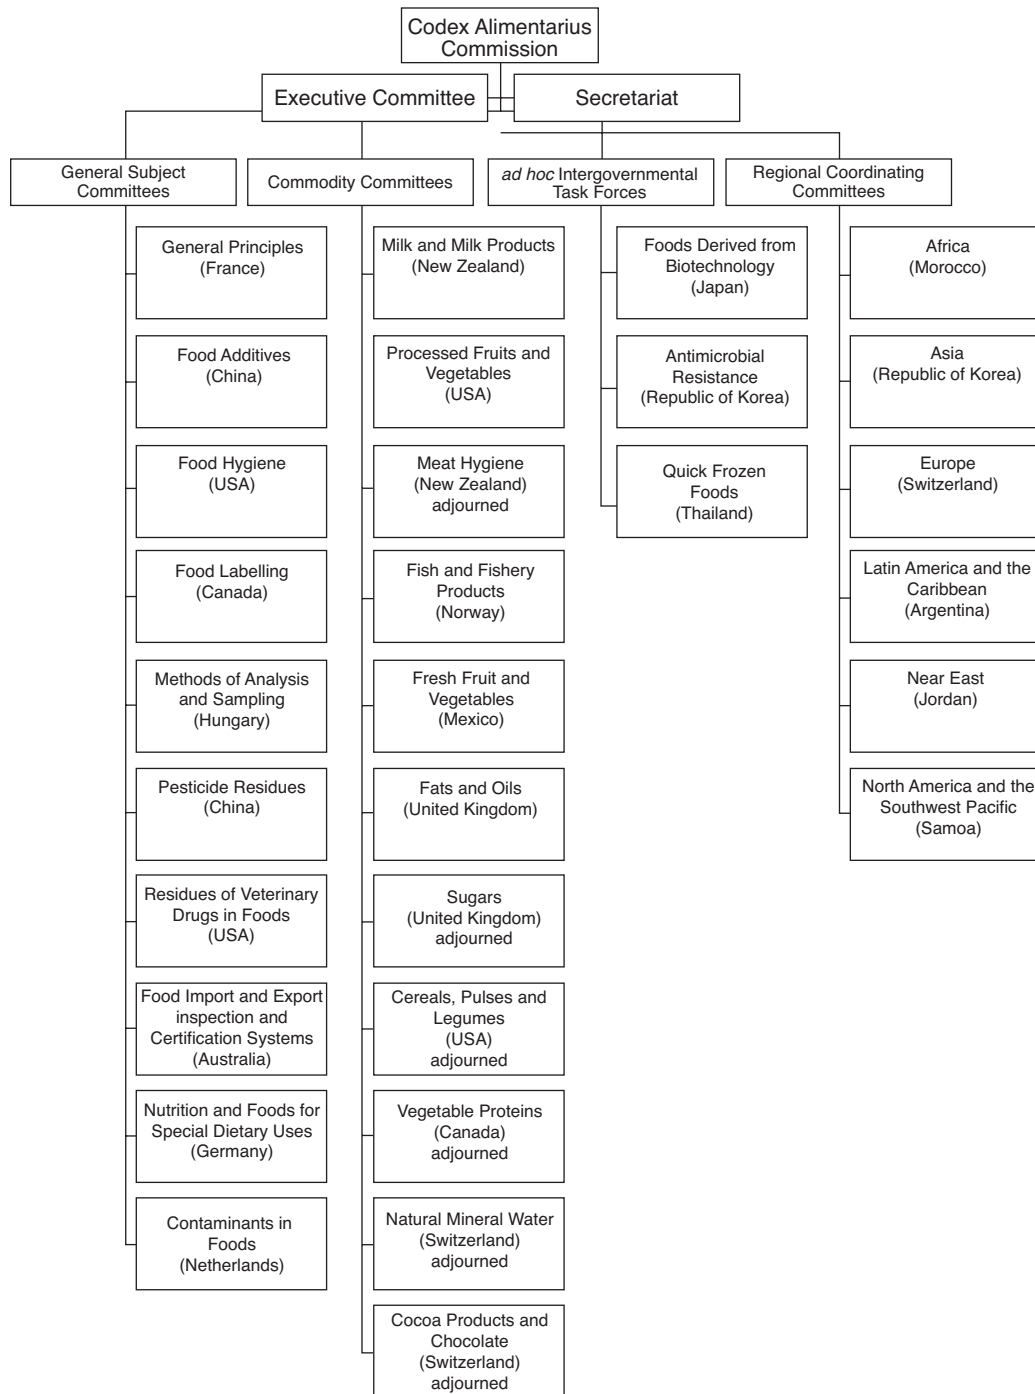 Codex Alimentarius
Commission
Executive Committee
Secretariat
General Subject
Committees
Commodity Committees
ad hoc Intergovernmental
Task Forces
Regional Coordinating
Committees
General Principles
(France)
Food Additives
(China)
Food Hygiene
(USA)
Food Labelling
(Canada)
Methods of Analysis
and Sampling
(Hungary)
Pesticide Residues
(China)
Residues of Veterinary
Drugs in Foods
(USA)
Food Import and Export
inspection and
Certification Systems
(Australia)
Nutrition and Foods for
Special Dietary Uses
(Germany)
Contaminants in
Foods
(Netherlands)
Milk and Milk Products
(New Zealand)
Processed Fruits and
Vegetables
(USA)
Meat Hygiene
(New Zealand)
adjourned
Fish and Fishery
Products
(Norway)
Fresh Fruit and
Vegetables
(Mexico)
Fats and Oils
(United Kingdom)
Sugars
(United Kingdom)
adjourned
Cereals, Pulses and
Legumes
(USA)
adjourned
Vegetable Proteins
(Canada)
adjourned
Natural Mineral Water
(Switzerland)
adjourned
Cocoa Products and
Chocolate
(Switzerland)
adjourned
Foods Derived from
Biotechnology
(Japan)
Antimicrobial
Resistance
(Republic of Korea)
Quick Frozen
Foods
(Thailand)
Africa
(Morocco)
Asia
(Republic of Korea)
Europe
(Switzerland)
Latin America and the
Caribbean
(Argentina)
Near East
(Jordan)
North America and the
Southwest Pacific
(Samoa)